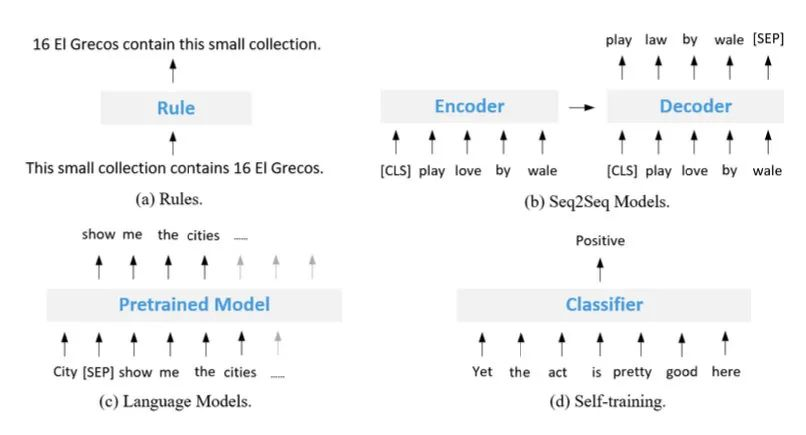 16 El Grecos contain this small collection.
Rule
This small collection contains 16 El Grecos.
(a) Rules.
play law by wale [SEP]
Encoder
Decoder
[CLS] play love by wale
[CLS] play love by wale
(b) Seq2Seq Models.
show me the cities ......
Pretrained Model
City [SEP] show me the cities ......
(c) Language Models.
Positive
Classifier
Yet the act is pretty good here
(d) Self-training.